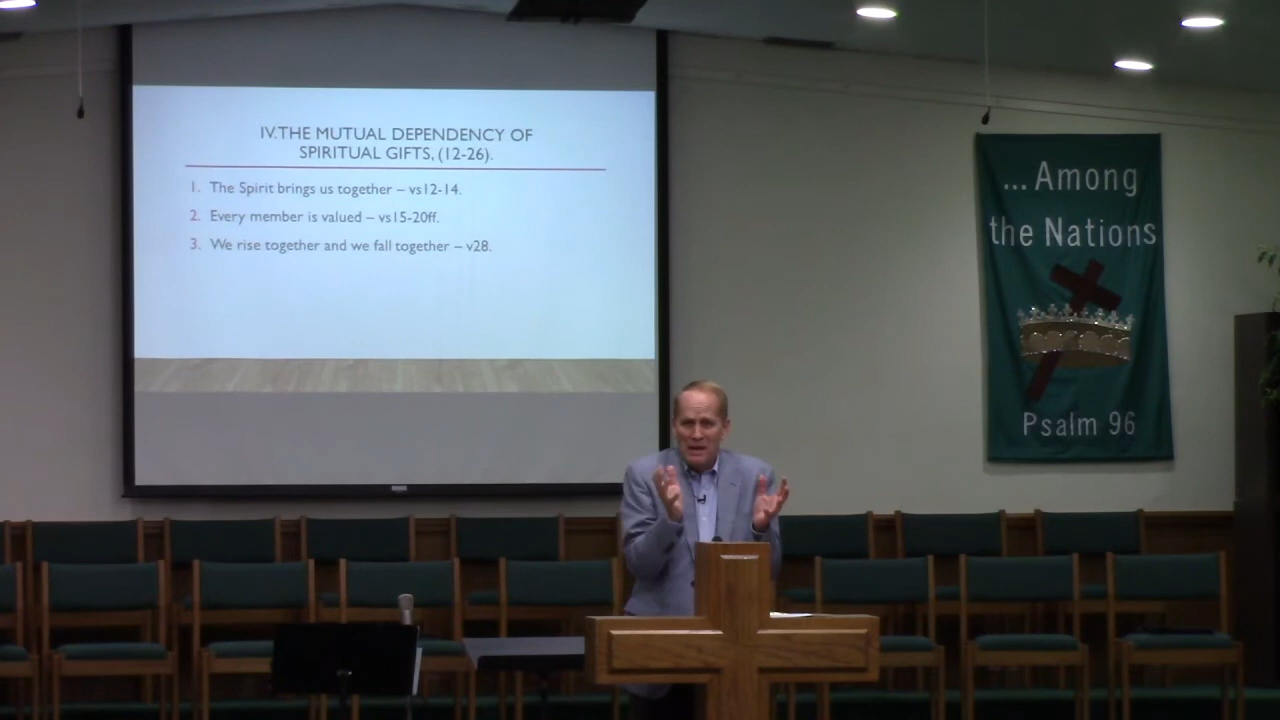 IV. THE MUTUAL DEPENDENCY OF
SPIRITUAL GIFTS, (12-26).
1. The Spirit brings us together – vs12-14.
2. Every member is valued – vs15-20ff.
3. We rise together and we fall together – v28.
...Among
the Nations
Psalm 96